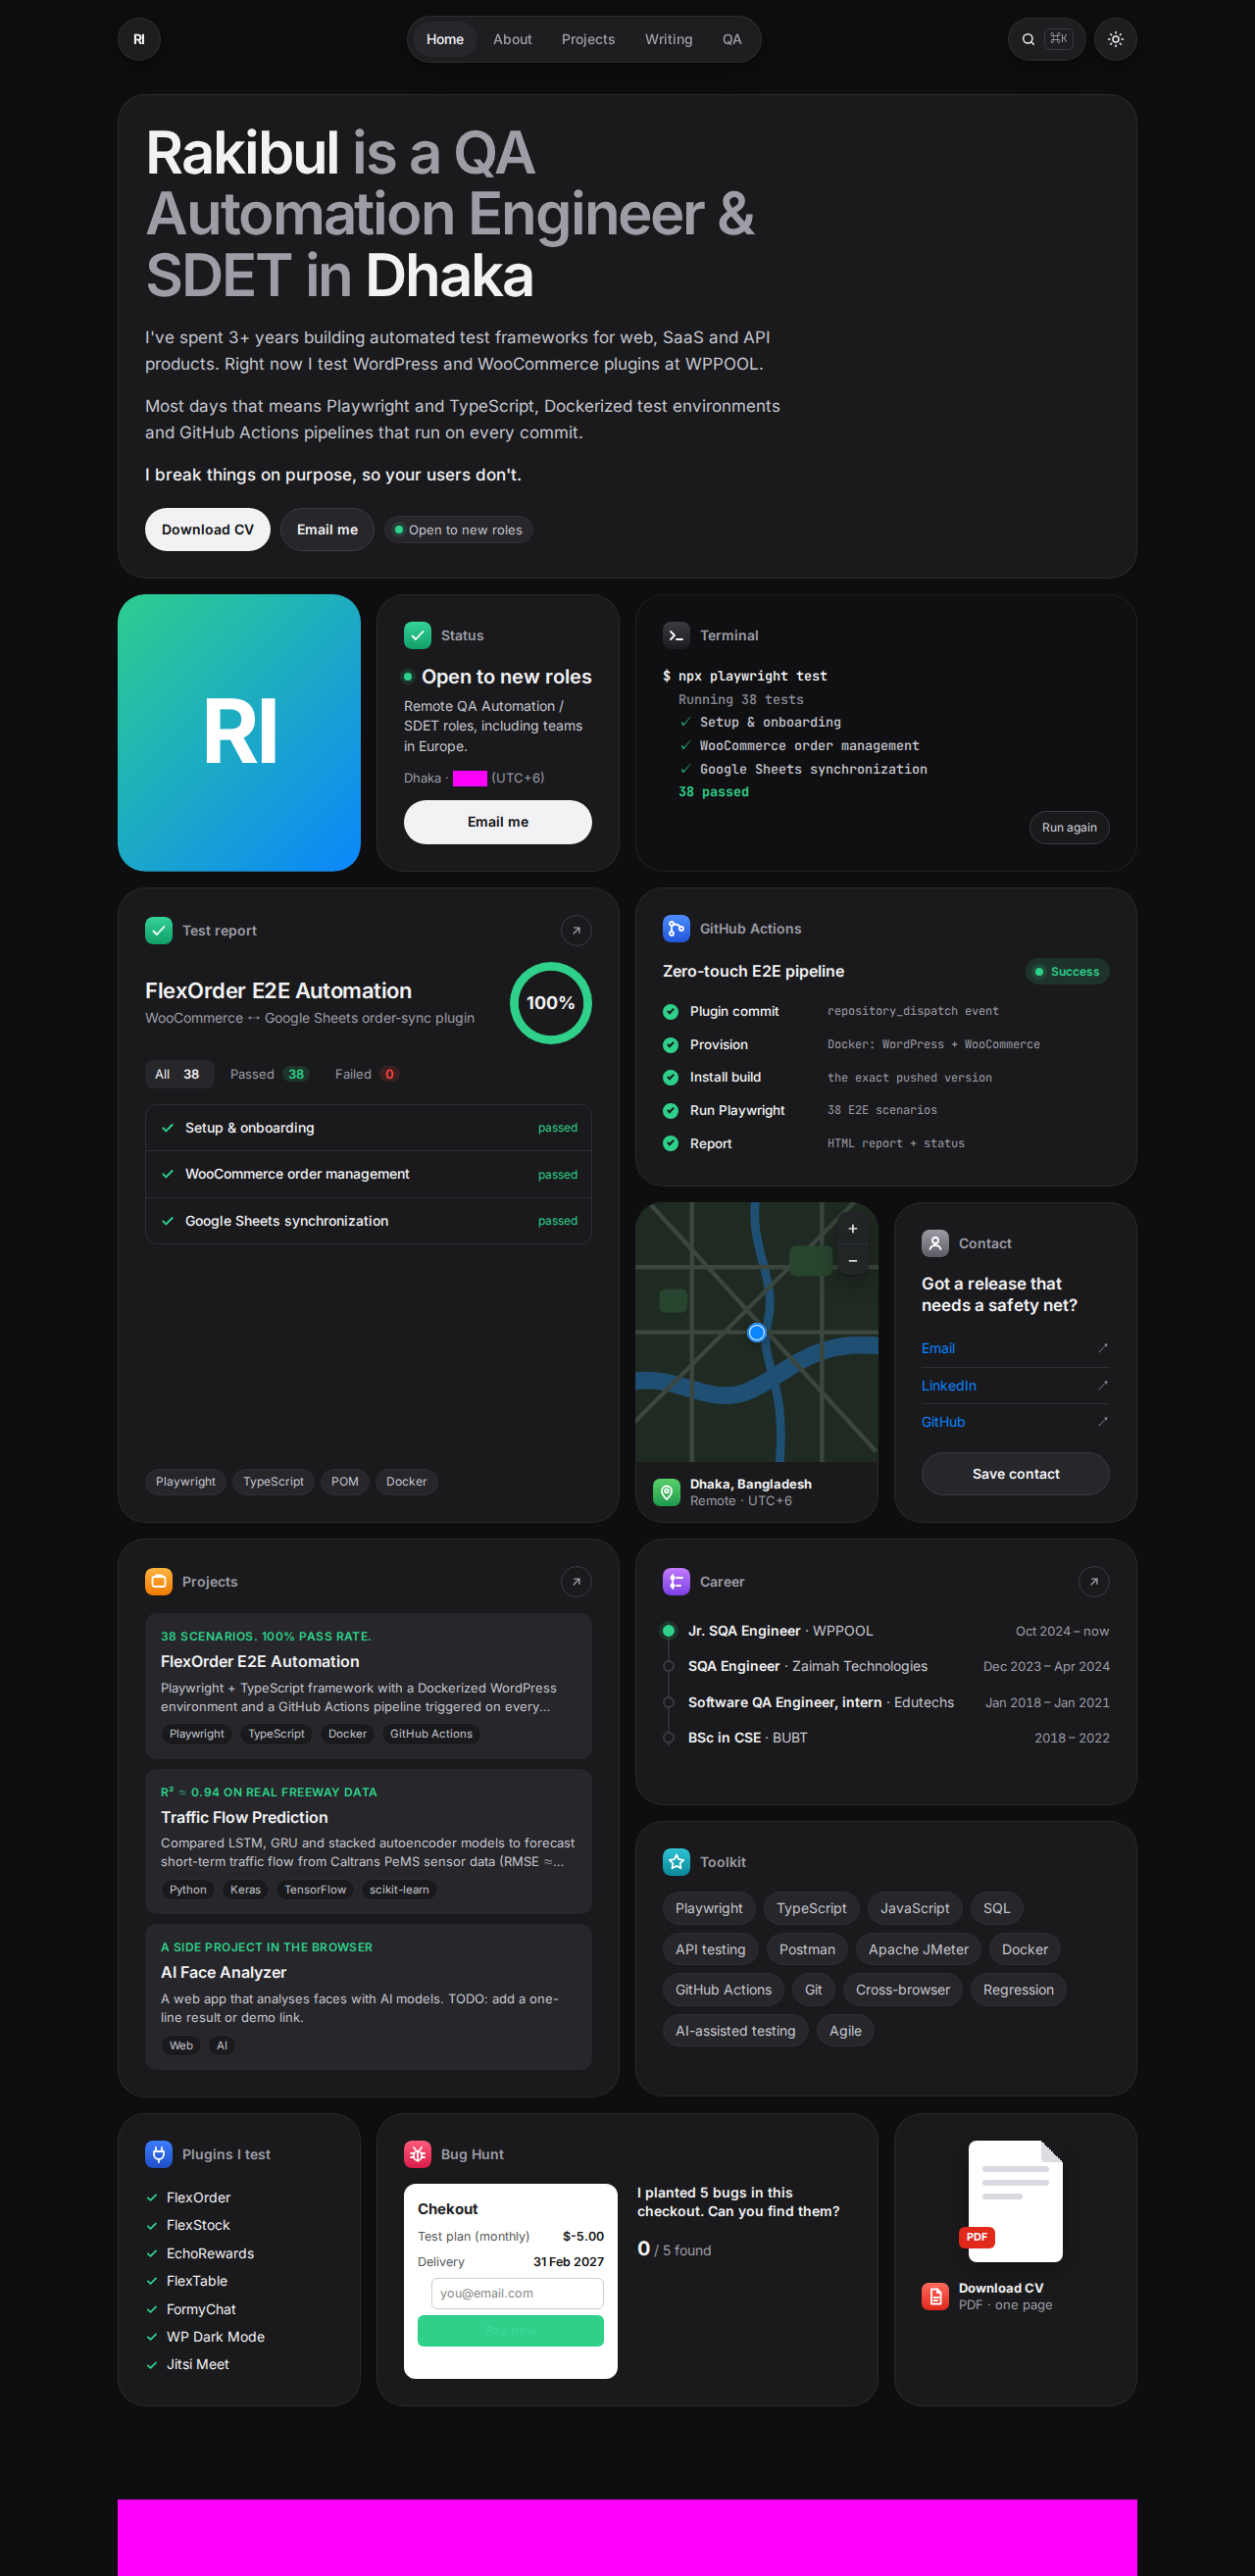 RI
Home About Projects Writing QA
⌘K
Rakibul is a QA
Automation Engineer &
SDET in Dhaka
I've spent 3+ years building automated test frameworks for web, SaaS and API
products. Right now I test WordPress and WooCommerce plugins at WPPOOL.
Most days that means Playwright and TypeScript, Dockerized test environments
and GitHub Actions pipelines that run on every commit.
I break things on purpose, so your users don't.
Download CV
Email me
Open to new roles
RI
Status
Open to new roles
Remote QA Automation /
SDET roles, including teams
in Europe.
Dhaka · (UTC+6)
Email me
Terminal
$ npx playwright test
Running 38 tests
✓ Setup & onboarding
✓ WooCommerce order management
✓ Google Sheets synchronization
38 passed
Run again
Test report
FlexOrder E2E Automation
WooCommerce ↔ Google Sheets order-sync plugin
100%
All 38 Passed 38 Failed 0
Setup & onboarding passed
WooCommerce order management passed
Google Sheets synchronization passed
Playwright TypeScript POM Docker
GitHub Actions
Zero-touch E2E pipeline Success
Plugin commit repository_dispatch event
Provision Docker: WordPress + WooCommerce
Install build the exact pushed version
Run Playwright 38 E2E scenarios
Report HTML report + status
+
−
Dhaka, Bangladesh
Remote · UTC+6
Contact
Got a release that
needs a safety net?
Email ↗
LinkedIn ↗
GitHub ↗
Save contact
Projects
38 SCENARIOS. 100% PASS RATE.
FlexOrder E2E Automation
Playwright + TypeScript framework with a Dockerized WordPress
environment and a GitHub Actions pipeline triggered on every…
Playwright TypeScript Docker GitHub Actions
R² ≈ 0.94 ON REAL FREEWAY DATA
Traffic Flow Prediction
Compared LSTM, GRU and stacked autoencoder models to forecast
short-term traffic flow from Caltrans PeMS sensor data (RMSE ≈…
Python Keras TensorFlow scikit-learn
A SIDE PROJECT IN THE BROWSER
AI Face Analyzer
A web app that analyses faces with AI models. TODO: add a one-
line result or demo link.
Web AI
Career
Jr. SQA Engineer · WPPOOL Oct 2024 – now
SQA Engineer · Zaimah Technologies Dec 2023 – Apr 2024
Software QA Engineer, intern · Edutechs Jan 2018 – Jan 2021
BSc in CSE · BUBT 2018 – 2022
Toolkit
Playwright TypeScript JavaScript SQL
API testing Postman Apache JMeter Docker
GitHub Actions Git Cross-browser Regression
AI-assisted testing Agile
Plugins I test
FlexOrder
FlexStock
EchoRewards
FlexTable
FormyChat
WP Dark Mode
Jitsi Meet
Bug Hunt
Chekout
Test plan (monthly) $-5.00
Delivery 31 Feb 2027
you@email.com
Pay now
I planted 5 bugs in this
checkout. Can you find them?
0 / 5 found
PDF
Download CV
PDF · one page